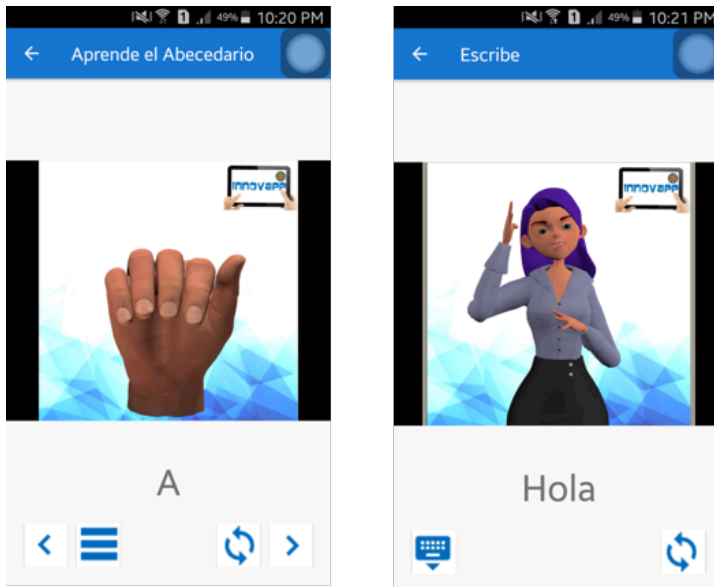 49% 10:20 PM
Aprende el Abecedario
INNOVAPP
A
49% 10:21 PM
Escribe
INNOVAPP
Hola